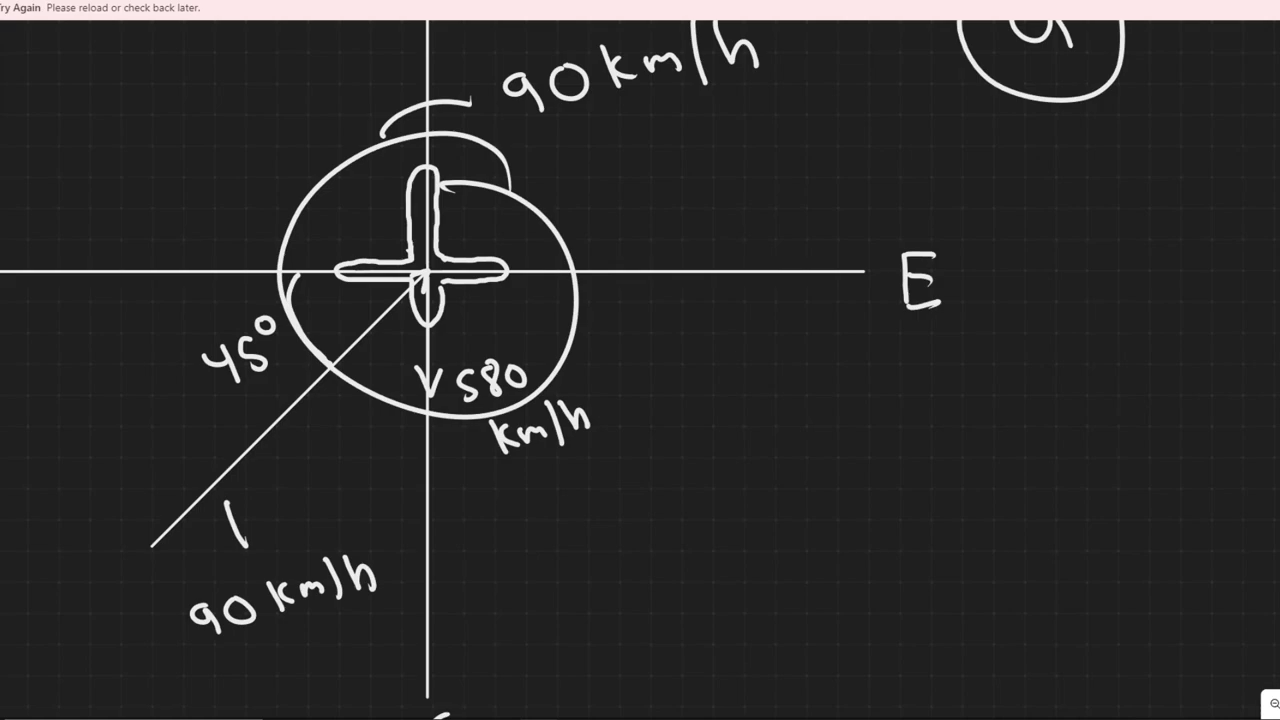 Try Again Please reload or check back later.
90 km/h
E
45°
580
km/h
90 km/h